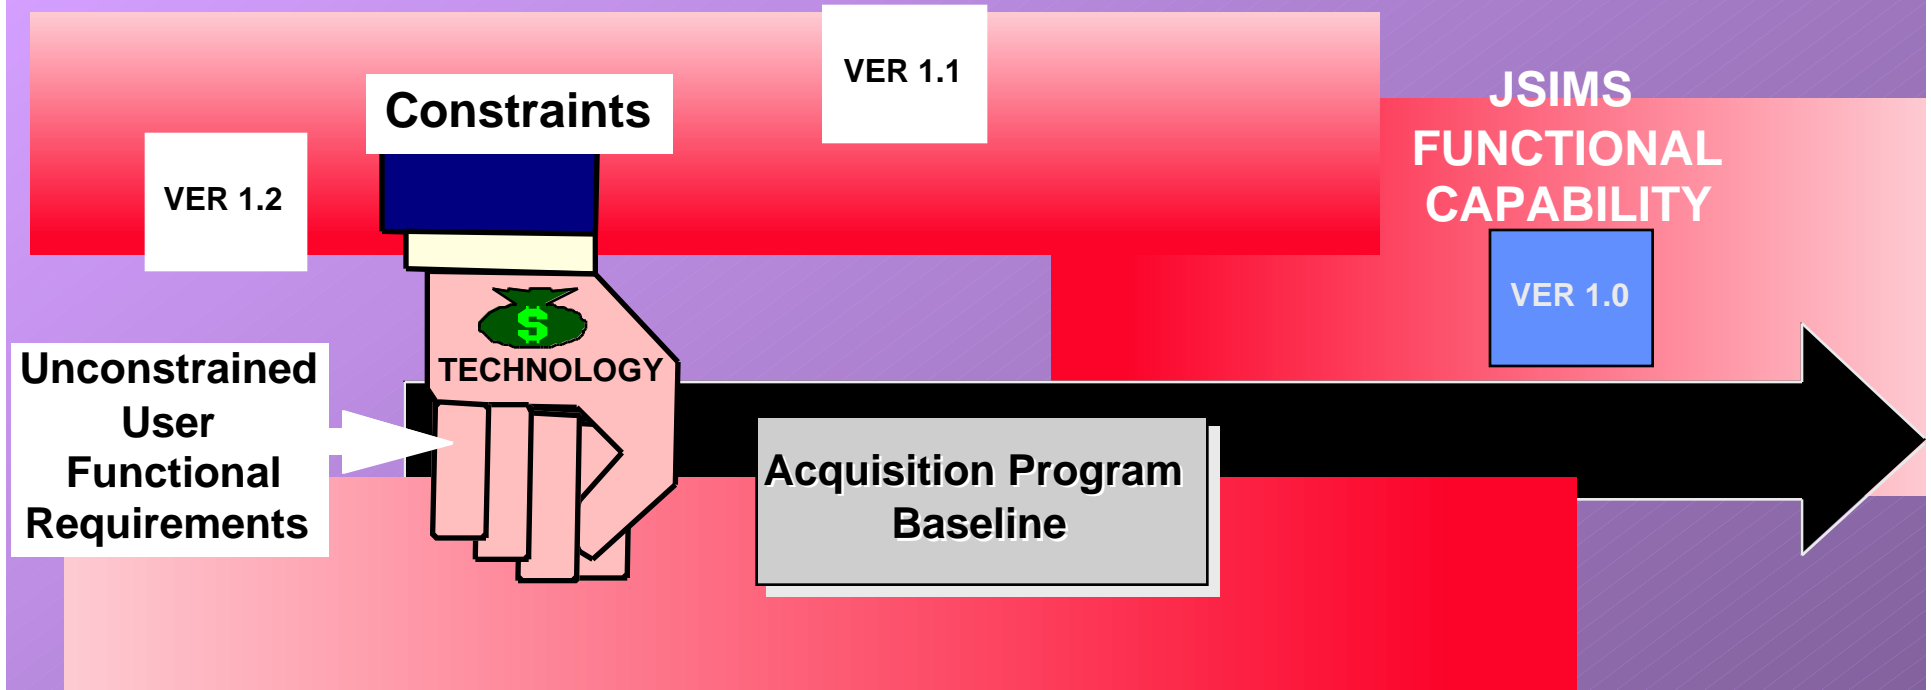 VER 1.1
Constraints
VER 1.2
JSIMS
FUNCTIONAL
CAPABILITY
VER 1.0
$
TECHNOLOGY
Unconstrained
User
Functional
Requirements
Acquisition Program
Baseline